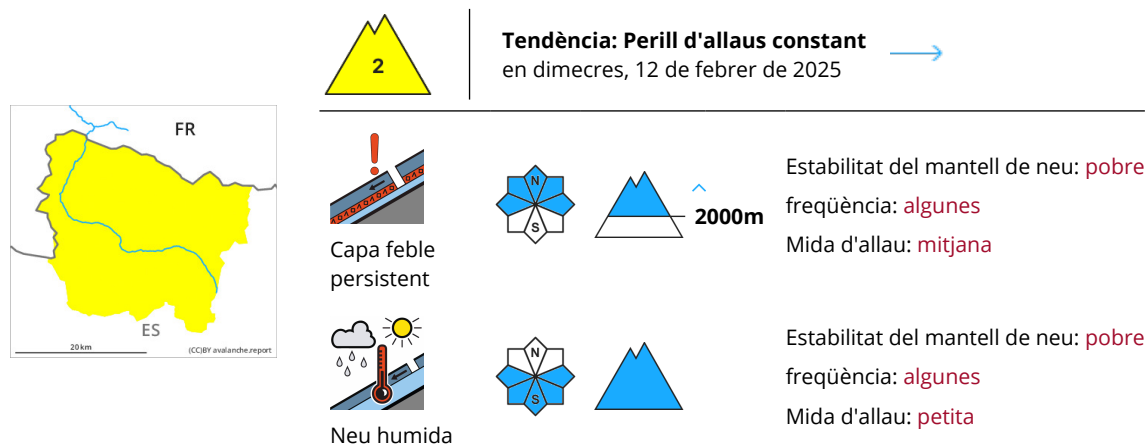 2
Tendència: Perill d'allaus constant
en dimecres, 12 de febrer de 2025
FR
ES
20 km
(CC)BY avalanche.report
Capa feble
persistent
N
S
2000m
Estabilitat del mantell de neu: pobre
freqüència: algunes
Mida d'allau: mitjana
Neu humida
N
S
Estabilitat del mantell de neu: pobre
freqüència: algunes
Mida d'allau: petita